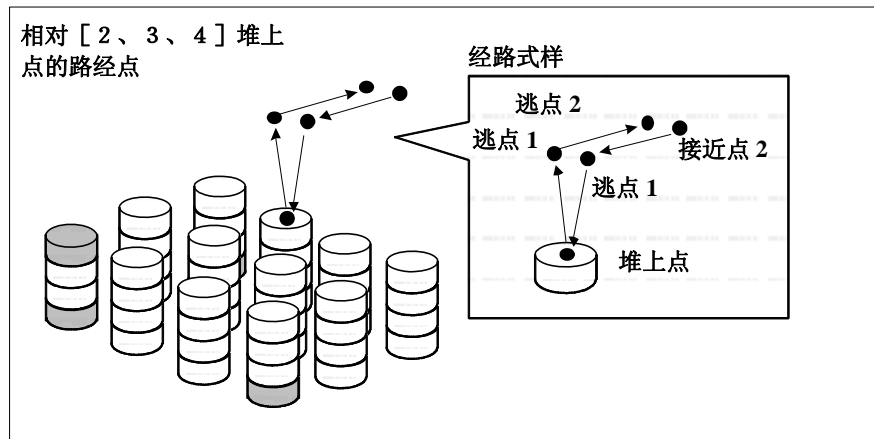 相对［２、３、４］堆上
点的路经点
经路式样
逃点 2
逃点 1
接近点 2
逃点 1
堆上点